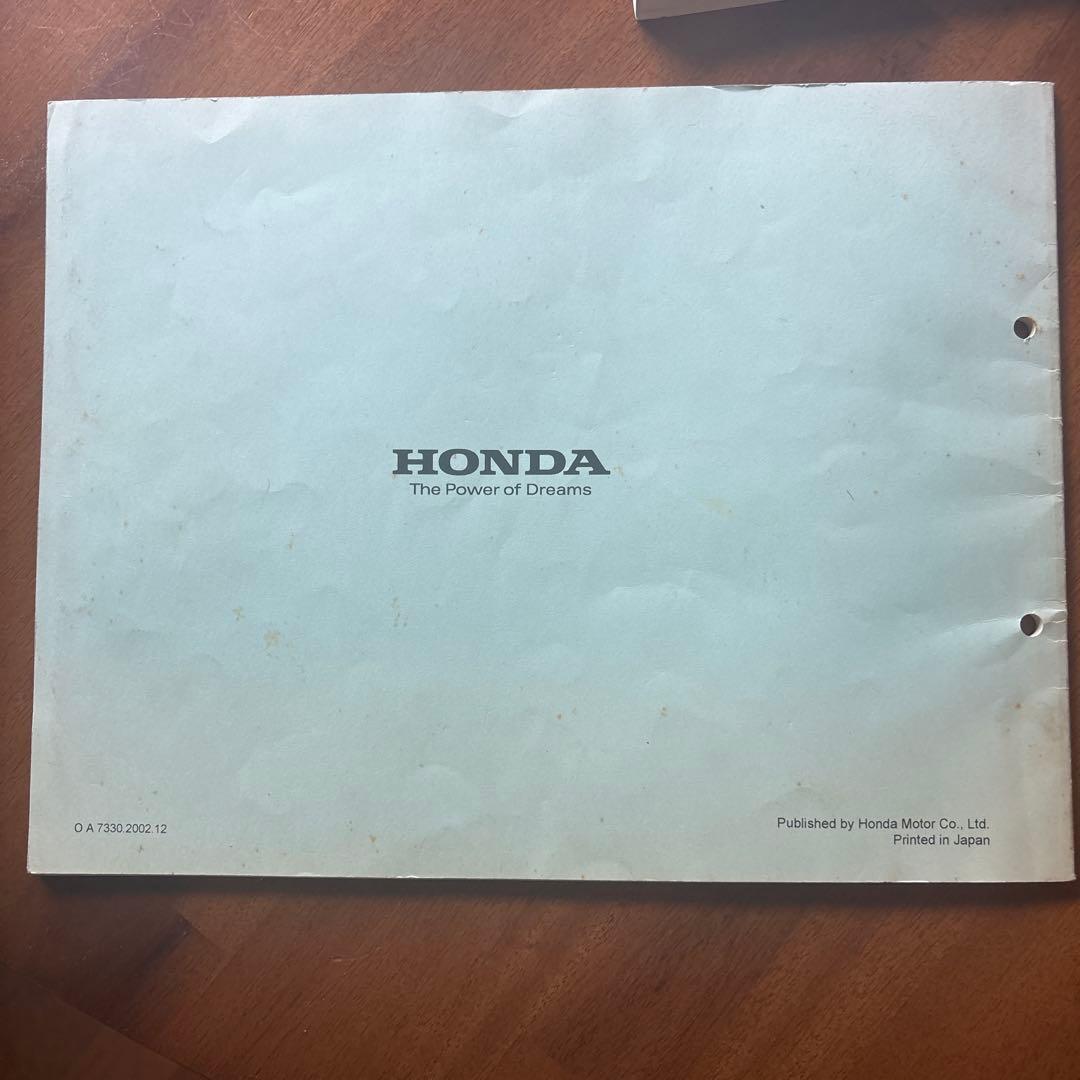 HONDA
The Power of Dreams
O A 7330.2002.12
Published by Honda Motor Co., Ltd.
Printed in Japan